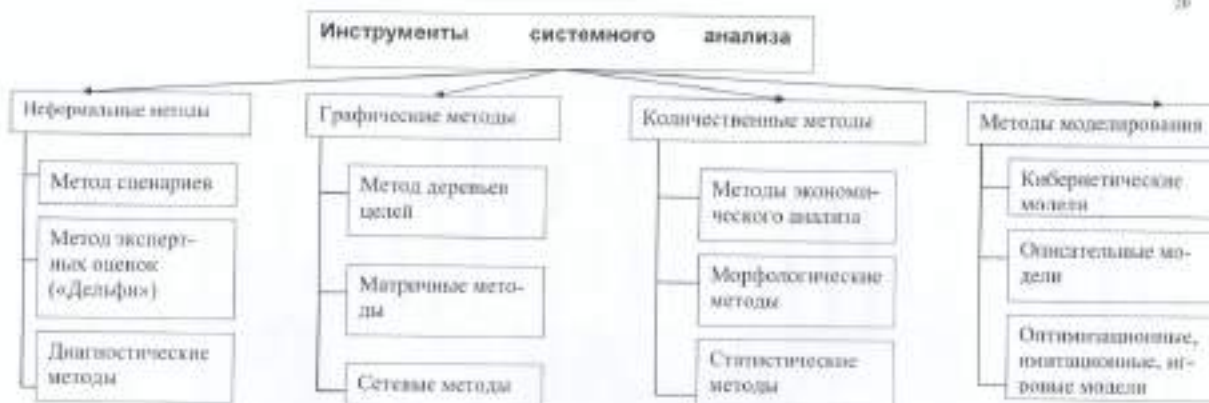 20
Инструменты системного анализа
Неформальные методы
Метод сценариев
Метод эксперт-
ных оценок
(«Дельфи»)
Диагностические
методы
Графические методы
Метод деревьев
целей
Матричные мето-
ды
Сетевые методы
Количественные методы
Методы экономи-
ческого анализа
Морфологические
методы
Статистические
методы
Методы моделирования
Кибернетические
модели
Описательные мо-
дели
Оптимизационные,
имитационные, иг-
ровые модели